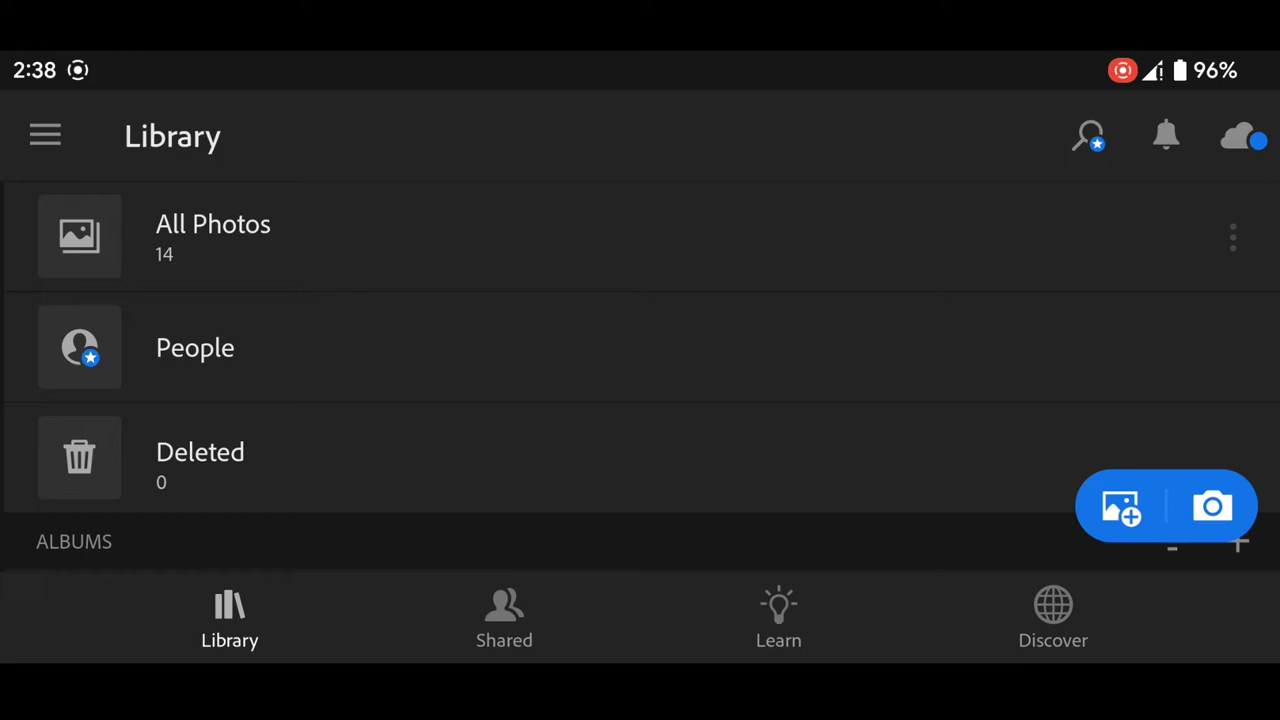 2:38
96%
Library
All Photos
14
People
Deleted
0
ALBUMS
Library
Shared
Learn
Discover